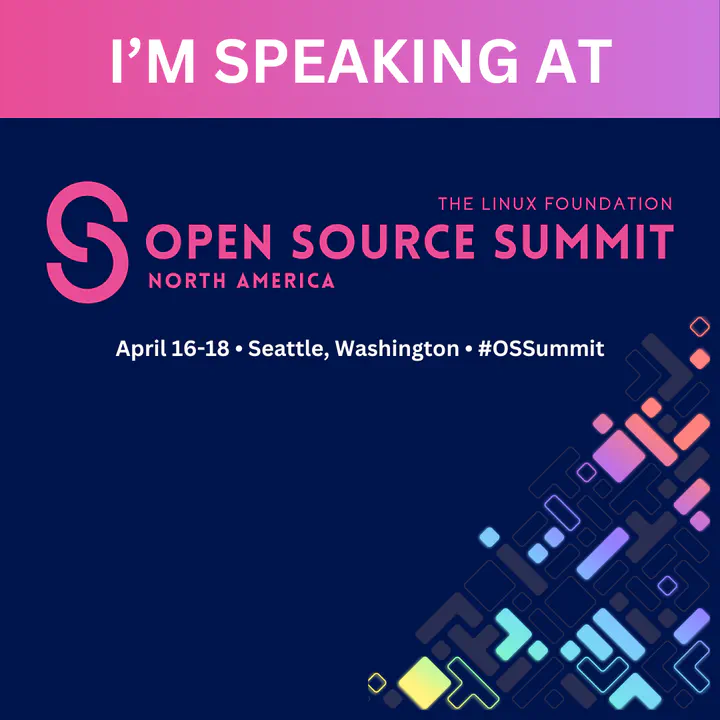 I’M SPEAKING AT
THE LINUX FOUNDATION
OPEN SOURCE SUMMIT
NORTH AMERICA
April 16-18 • Seattle, Washington • #OSSummit